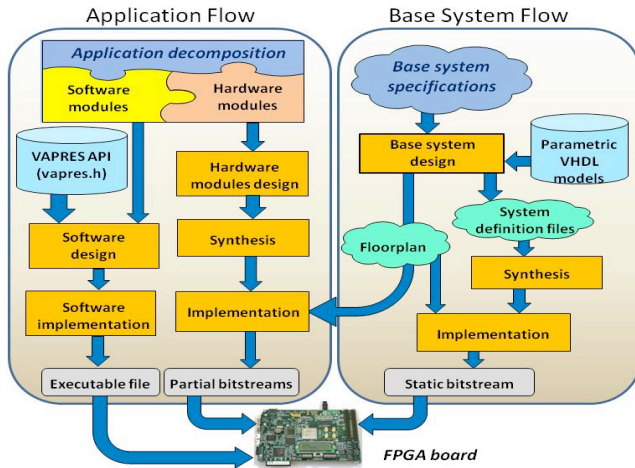 Application Flow
Application decomposition
Software
modules
Hardware
modules
VAPRES API
(vapres.h)
Hardware
modules design
Software
design
Synthesis
Software
implementation
Implementation
Executable file
Partial bitstreams
Base System Flow
Base system
specifications
Base system
design
Parametric
VHDL
models
Floorplan
System
definition files
Synthesis
Implementation
Static bitstream
FPGA board